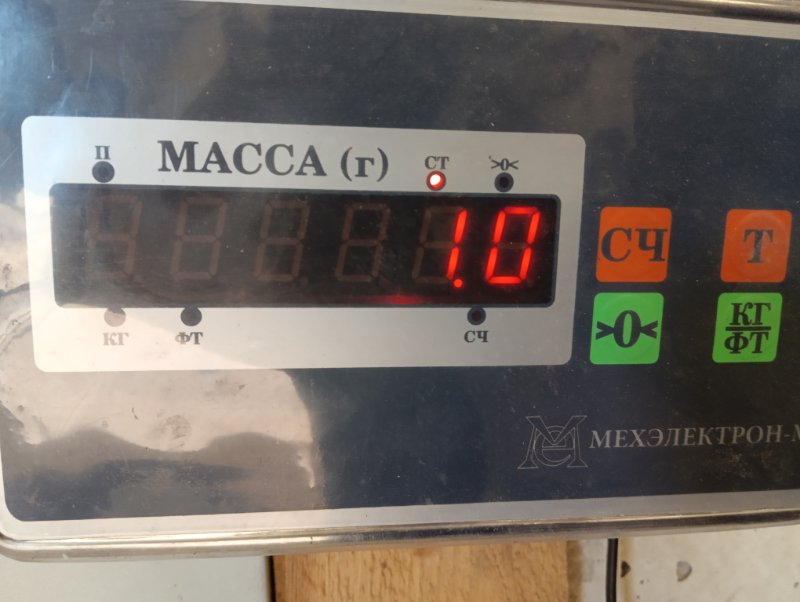 П МАССА (г) СТ >0<
1.0
КГ ФТ СЧ
СЧ Т
>0< КГ/ФТ
МЕХЭЛЕКТРОН-М